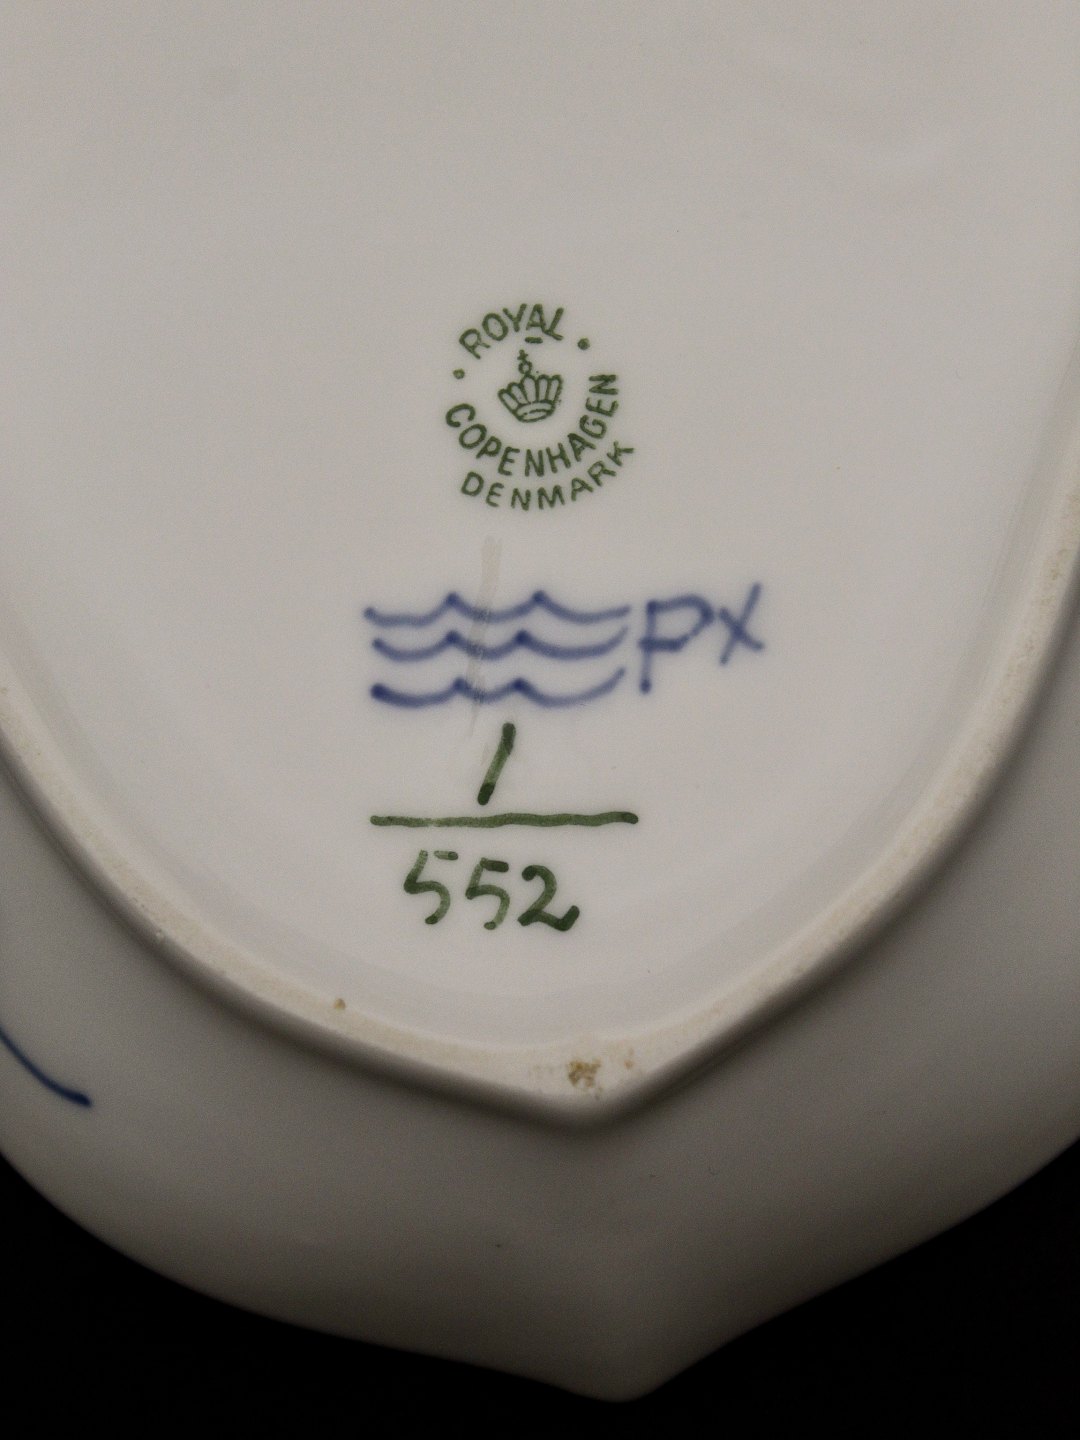 ROYAL
COPENHAGEN
DENMARK
PX
1
552